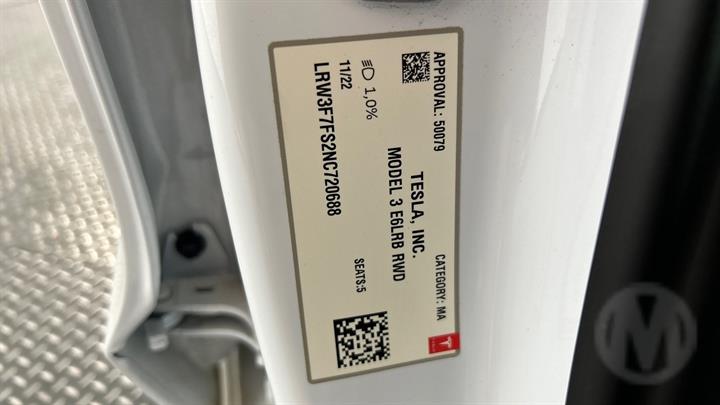 APPROVAL: 50079 CATEGORY: MA
TESLA, INC.
MODEL 3 E6LRB RWD
1,0% SEATS:5
11/22
LRW3F7FS2NC720688
M